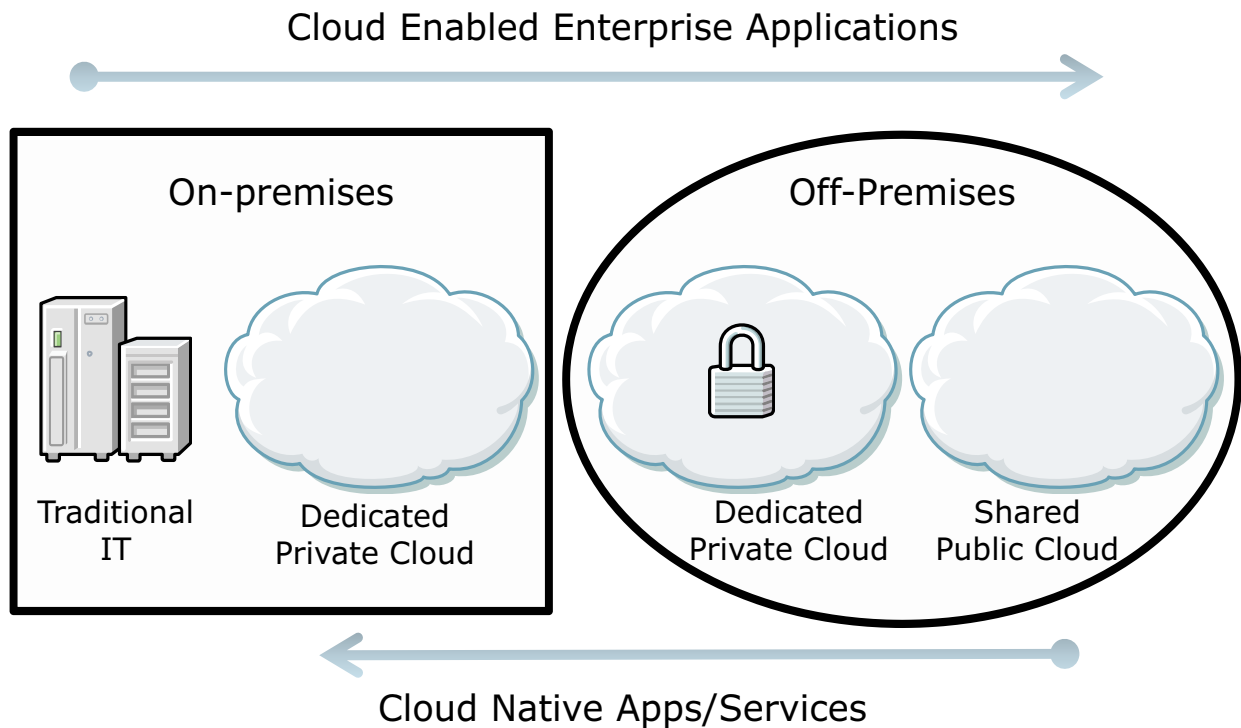 Cloud Enabled Enterprise Applications
On-premises
Off-Premises
Traditional
IT
Dedicated
Private Cloud
Dedicated
Private Cloud
Shared
Public Cloud
Cloud Native Apps/Services